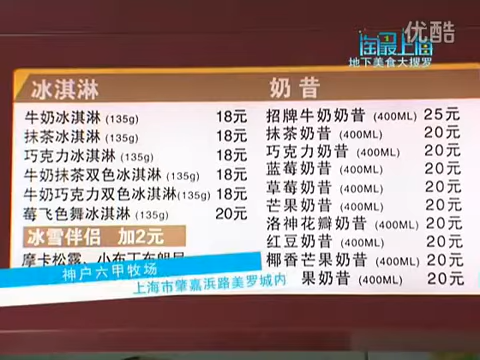 优酷
淘最上海
地下美食大搜罗
冰淇淋
牛奶冰淇淋 (135g) 18元
抹茶冰淇淋 (135g) 18元
巧克力冰淇淋 (135g) 18元
牛奶抹茶双色冰淇淋 (135g) 18元
牛奶巧克力双色冰淇淋 (135g) 18元
莓飞色舞冰淇淋 (135g) 20元
冰雪伴侣 加2元
摩卡松露、小布丁布朗尼
奶昔
招牌牛奶奶昔 (400ML) 25元
抹茶奶昔 (400ML) 20元
巧克力奶昔 (400ML) 20元
蓝莓奶昔 (400ML) 20元
草莓奶昔 (400ML) 20元
芒果奶昔 (400ML) 20元
洛神花瓣奶昔 (400ML) 20元
红豆奶昔 (400ML) 20元
椰香芒果奶昔 (400ML) 20元
果奶昔 (400ML) 20元
神户六甲牧场
上海市肇嘉浜路美罗城内